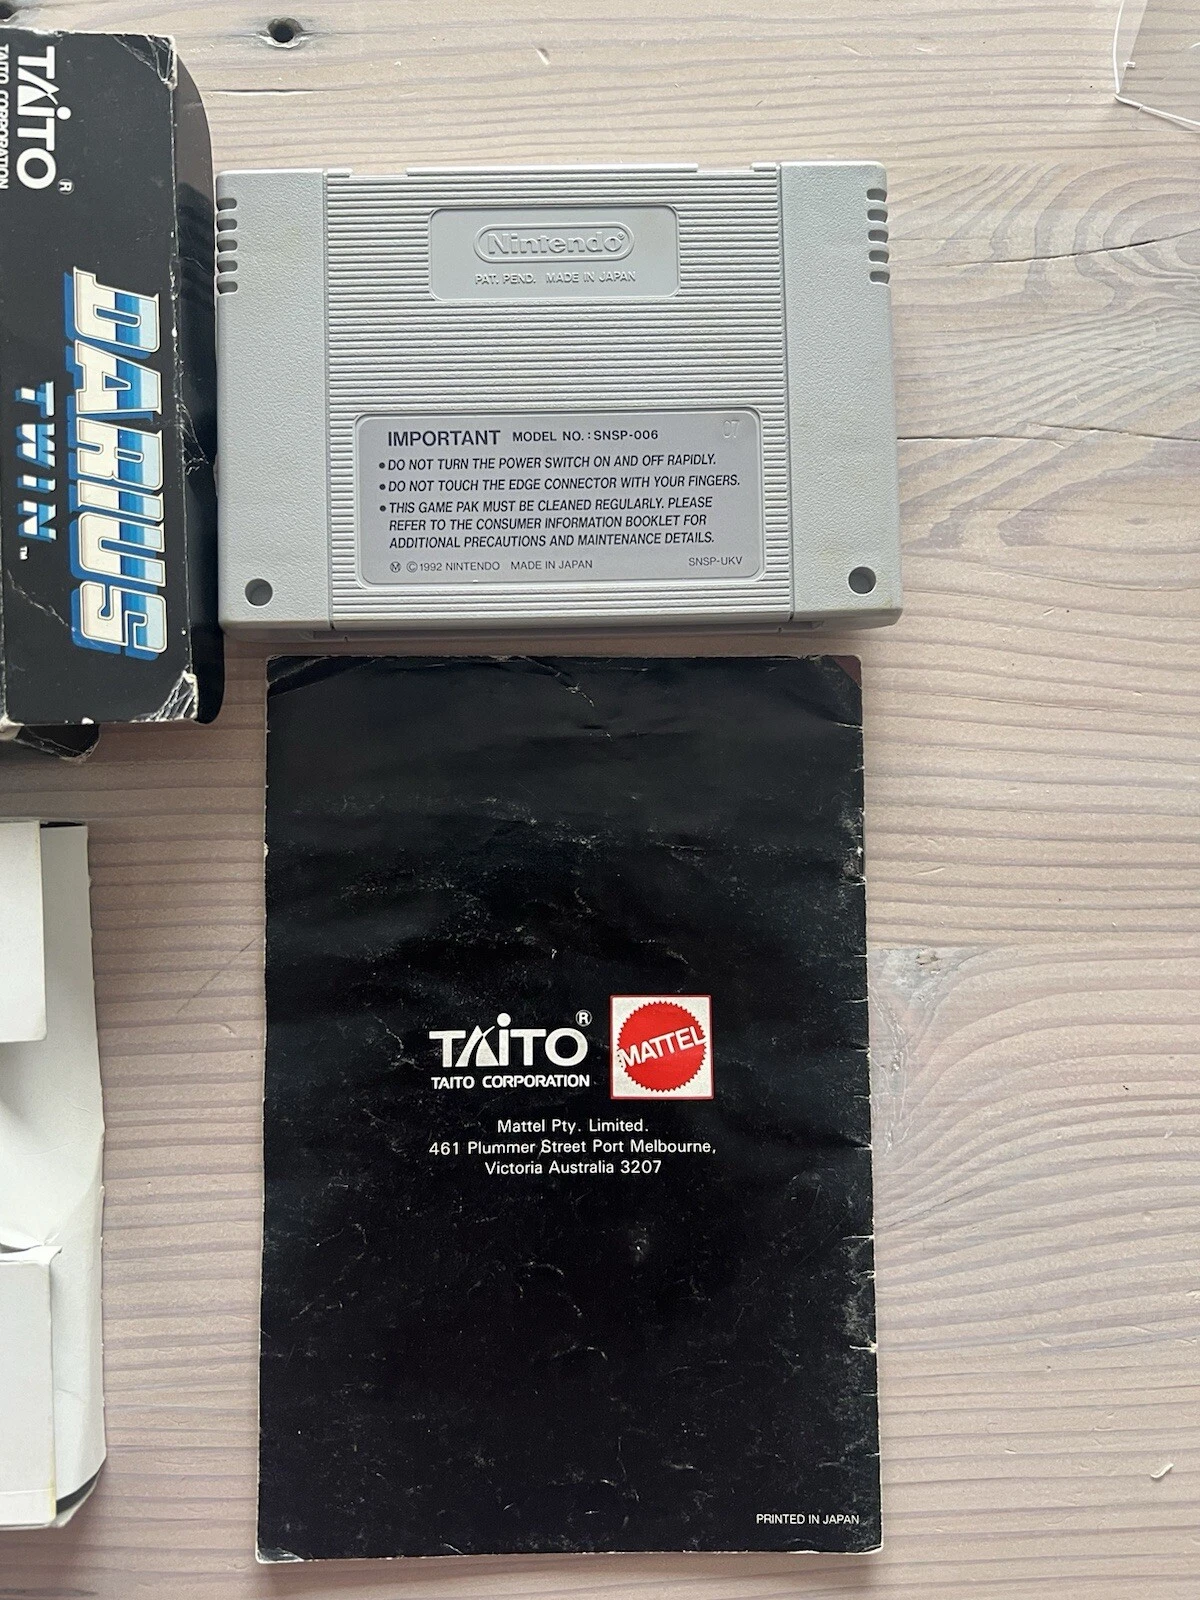 TAITO®
TAITO CORPORATION
DARIUS
TWIN™
Nintendo®
PAT. PEND. MADE IN JAPAN
IMPORTANT MODEL NO.: SNSP-006
07
• DO NOT TURN THE POWER SWITCH ON AND OFF RAPIDLY.
• DO NOT TOUCH THE EDGE CONNECTOR WITH YOUR FINGERS.
• THIS GAME PAK MUST BE CLEANED REGULARLY. PLEASE
REFER TO THE CONSUMER INFORMATION BOOKLET FOR
ADDITIONAL PRECAUTIONS AND MAINTENANCE DETAILS.
Ⓜ ©1992 NINTENDO MADE IN JAPAN SNSP-UKV
TAITO®
TAITO CORPORATION
MATTEL
Mattel Pty. Limited.
461 Plummer Street Port Melbourne,
Victoria Australia 3207
PRINTED IN JAPAN